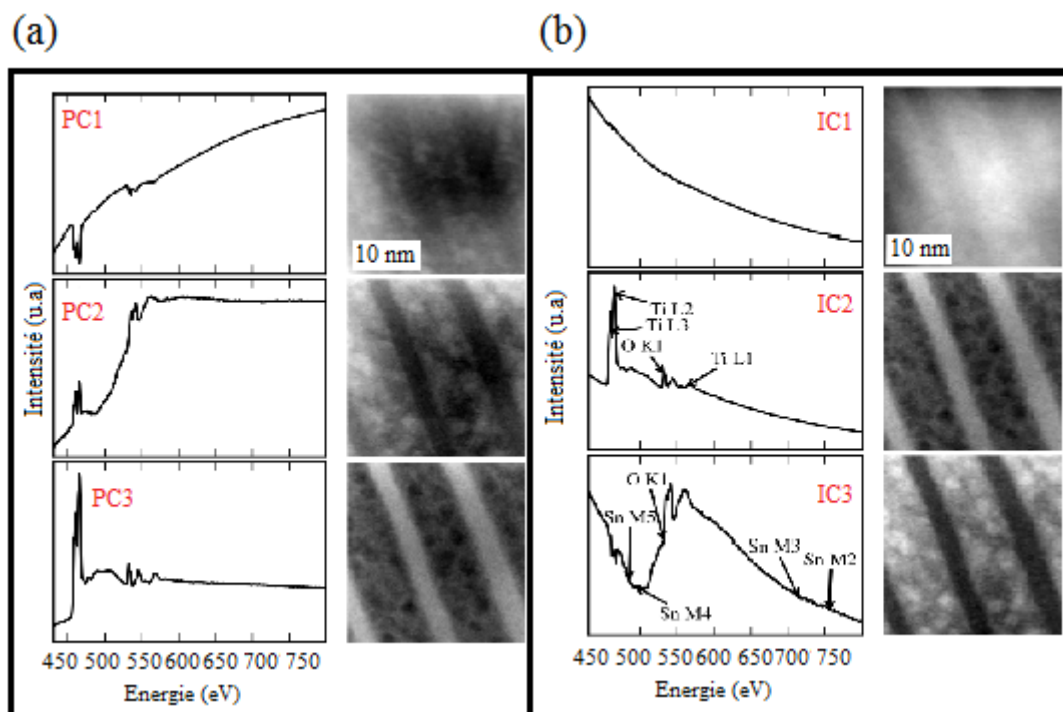 (a)
(b)
PC1
10 nm
PC2
PC3
Intensité (u.a)
450 500 550 600 650 700 750
Energie (eV)
IC1
10 nm
IC2
Ti L2
Ti L3
O K1
Ti L1
IC3
O K1
Sn M5
Sn M4
Sn M3
Sn M2
Intensité (u.a)
450 500 550 600 650 700 750
Energie (eV)